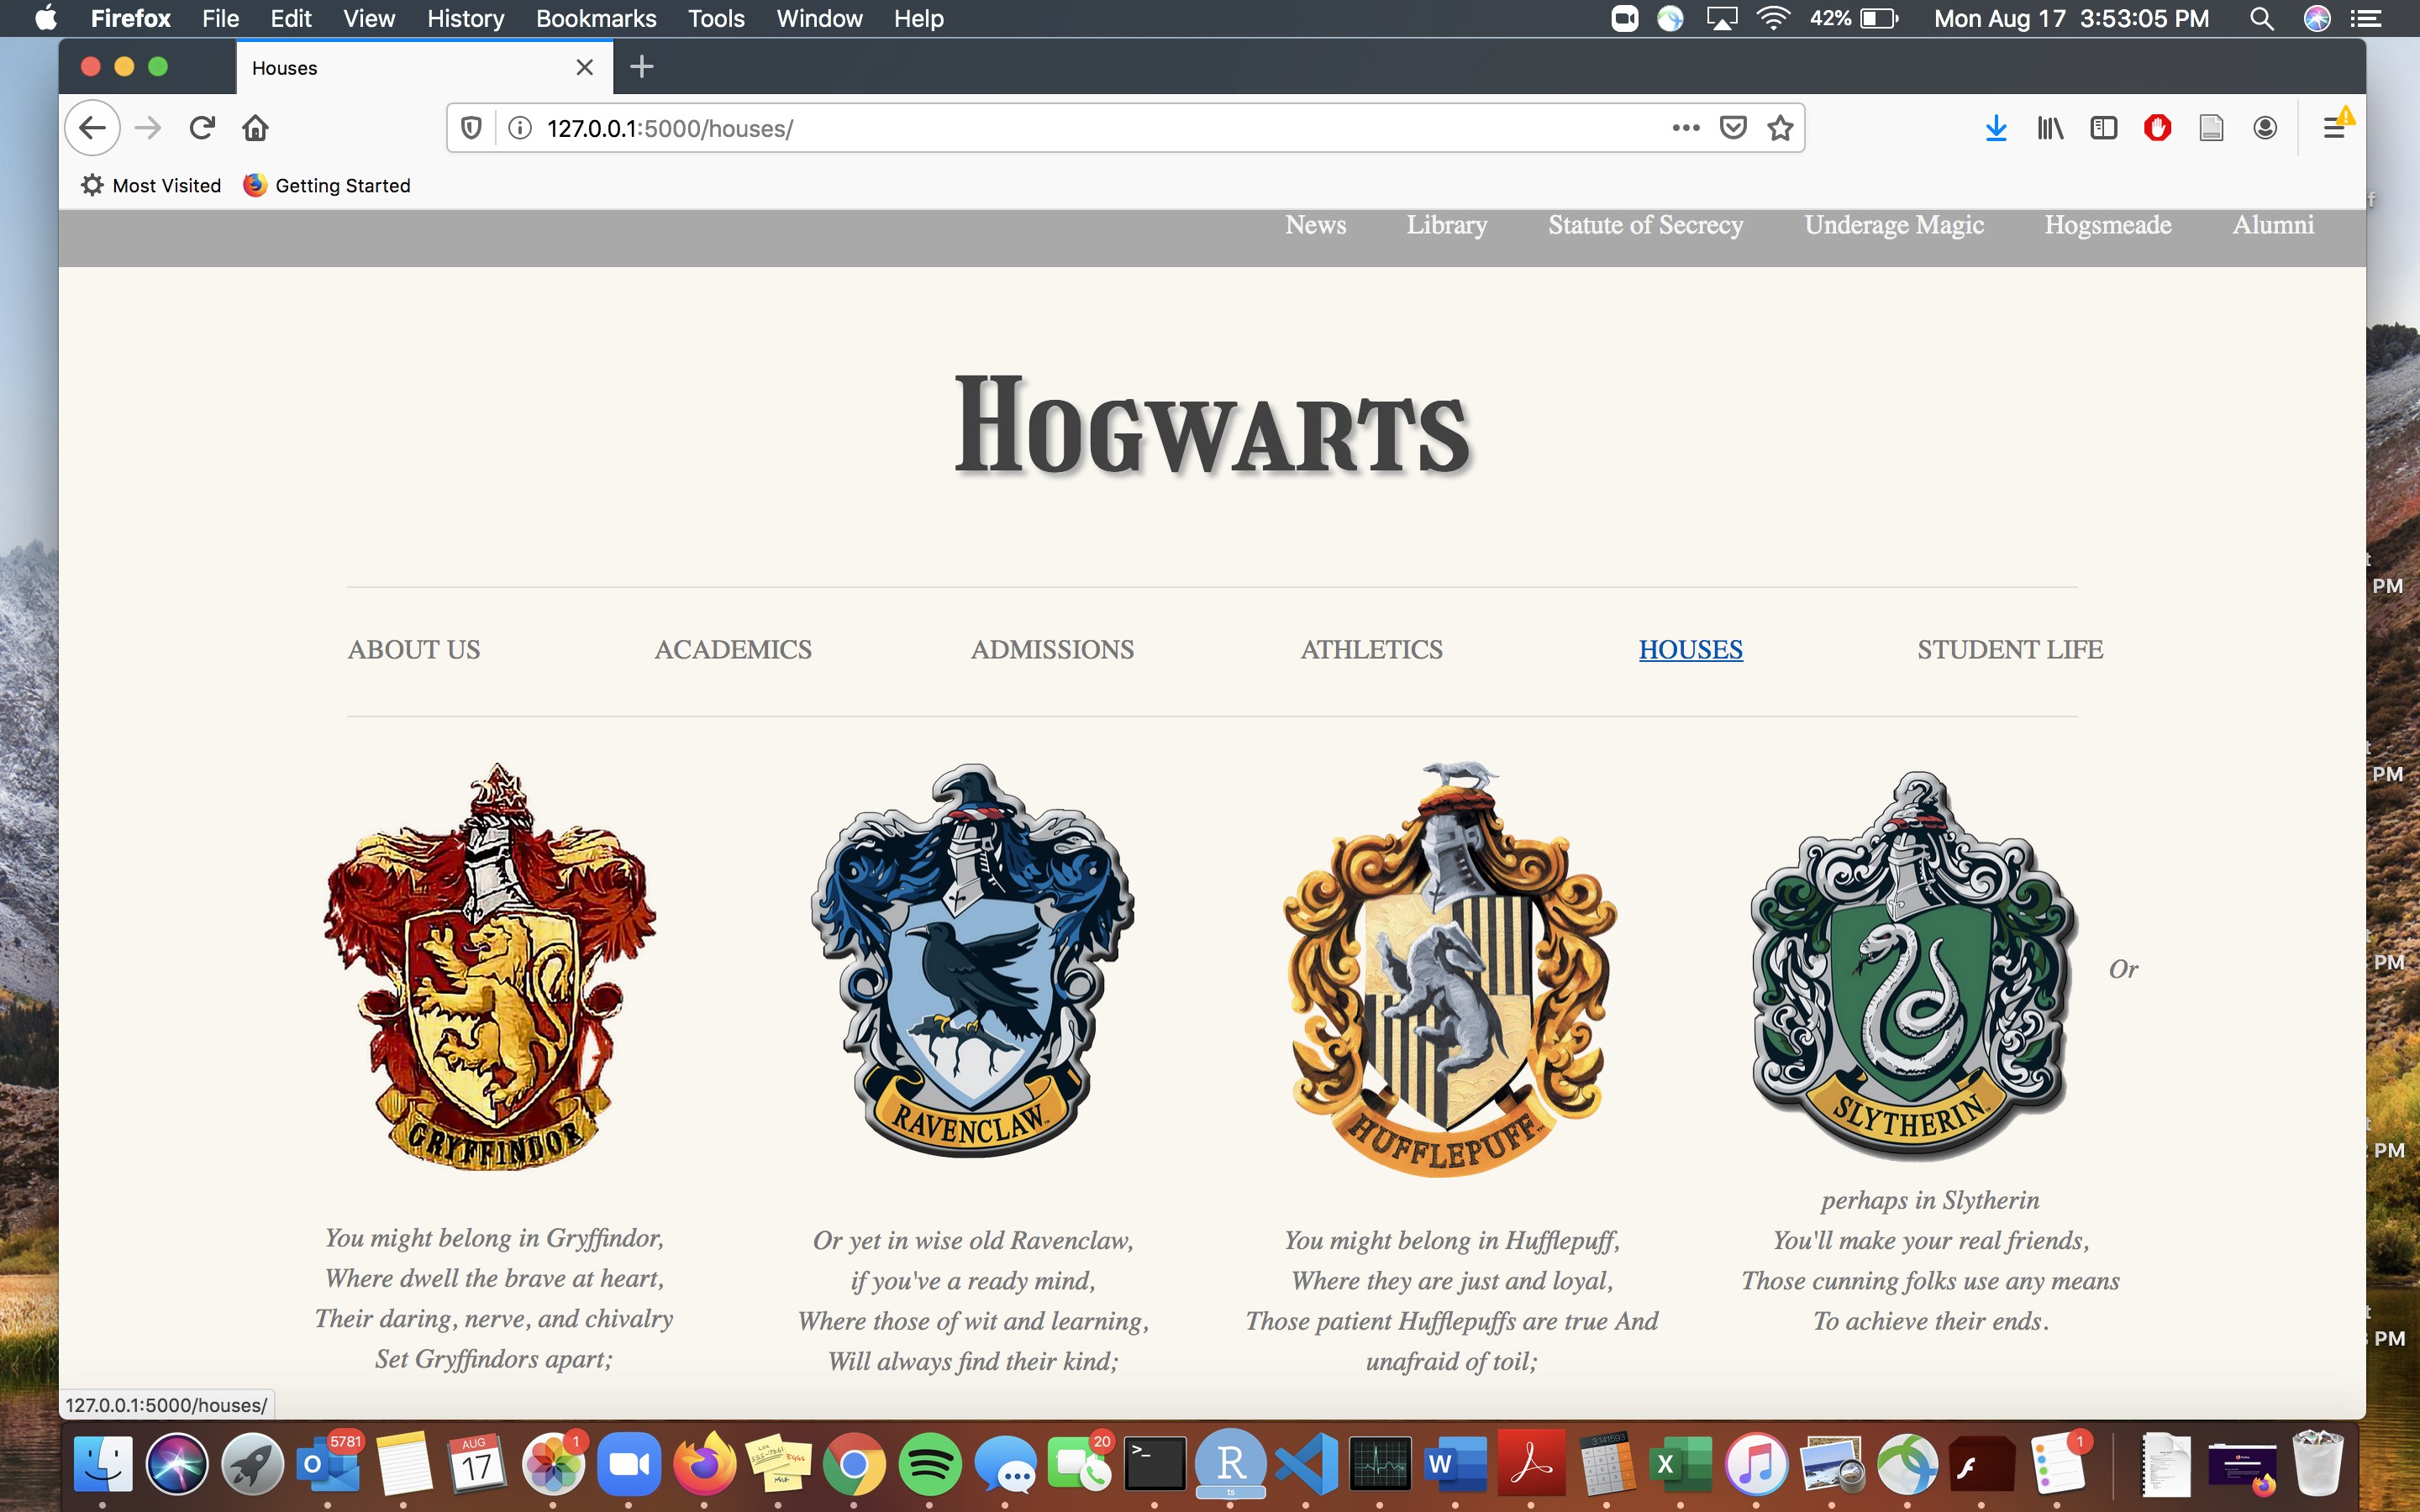 Firefox File Edit View History Bookmarks Tools Window Help 42% Mon Aug 17 3:53:05 PM
Houses
127.0.0.1:5000/houses/
Most Visited Getting Started
News Library Statute of Secrecy Underage Magic Hogsmeade Alumni
f
Hogwarts
PM
ABOUT US ACADEMICS ADMISSIONS ATHLETICS HOUSES STUDENT LIFE
PM
PM
Or
GRYFFINDOR
RAVENCLAW
HUFFLEPUFF
SLYTHERIN
PM
You might belong in Gryffindor,
Where dwell the brave at heart,
Their daring, nerve, and chivalry
Set Gryffindors apart;
Or yet in wise old Ravenclaw,
if you've a ready mind,
Where those of wit and learning,
Will always find their kind;
You might belong in Hufflepuff,
Where they are just and loyal,
Those patient Hufflepuffs are true And
unafraid of toil;
perhaps in Slytherin
You'll make your real friends,
Those cunning folks use any means
To achieve their ends.
PM
127.0.0.1:5000/houses/
5781 AUG 17 1 20 R ts W X 3.141593 1